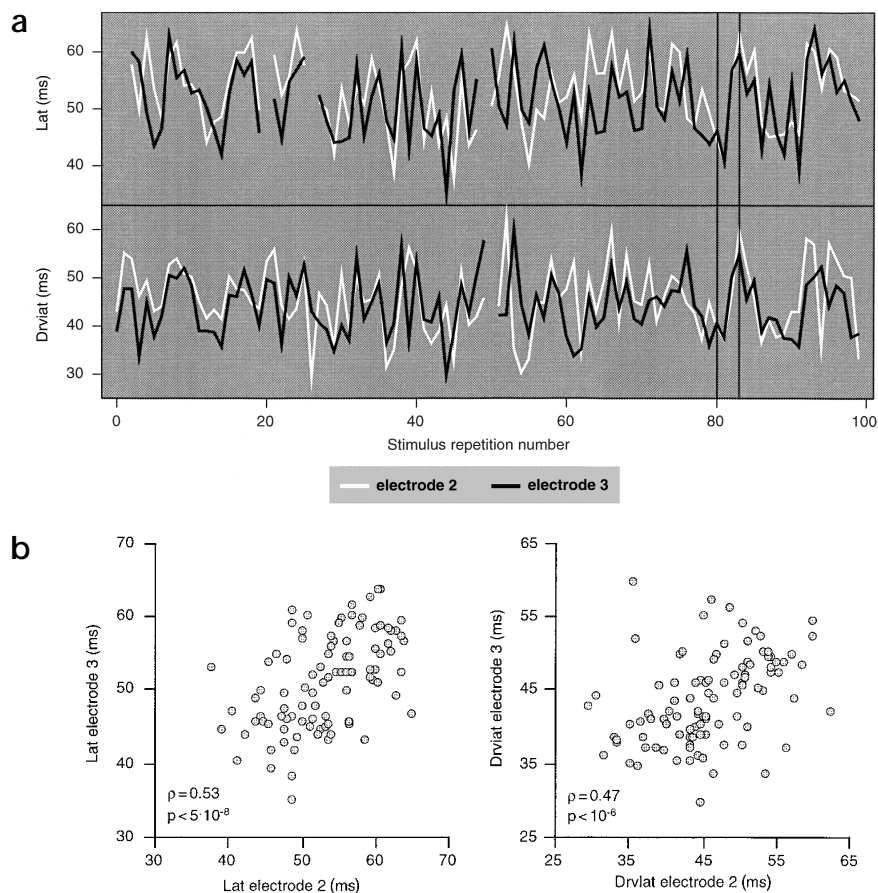 a
60
50
40
Lat (ms)
60
50
40
30
Drvlat (ms)
0 20 40 60 80 100
Stimulus repetition number
electrode 2 electrode 3
b
70
60
50
40
30
Lat electrode 3 (ms)
ρ=0.53
p<5·10⁻⁸
30 40 50 60 70
Lat electrode 2 (ms)
65
55
45
35
25
Drvlat electrode 3 (ms)
ρ=0.47
p<10⁻⁶
25 35 45 55 65
Drvlat electrode 2 (ms)